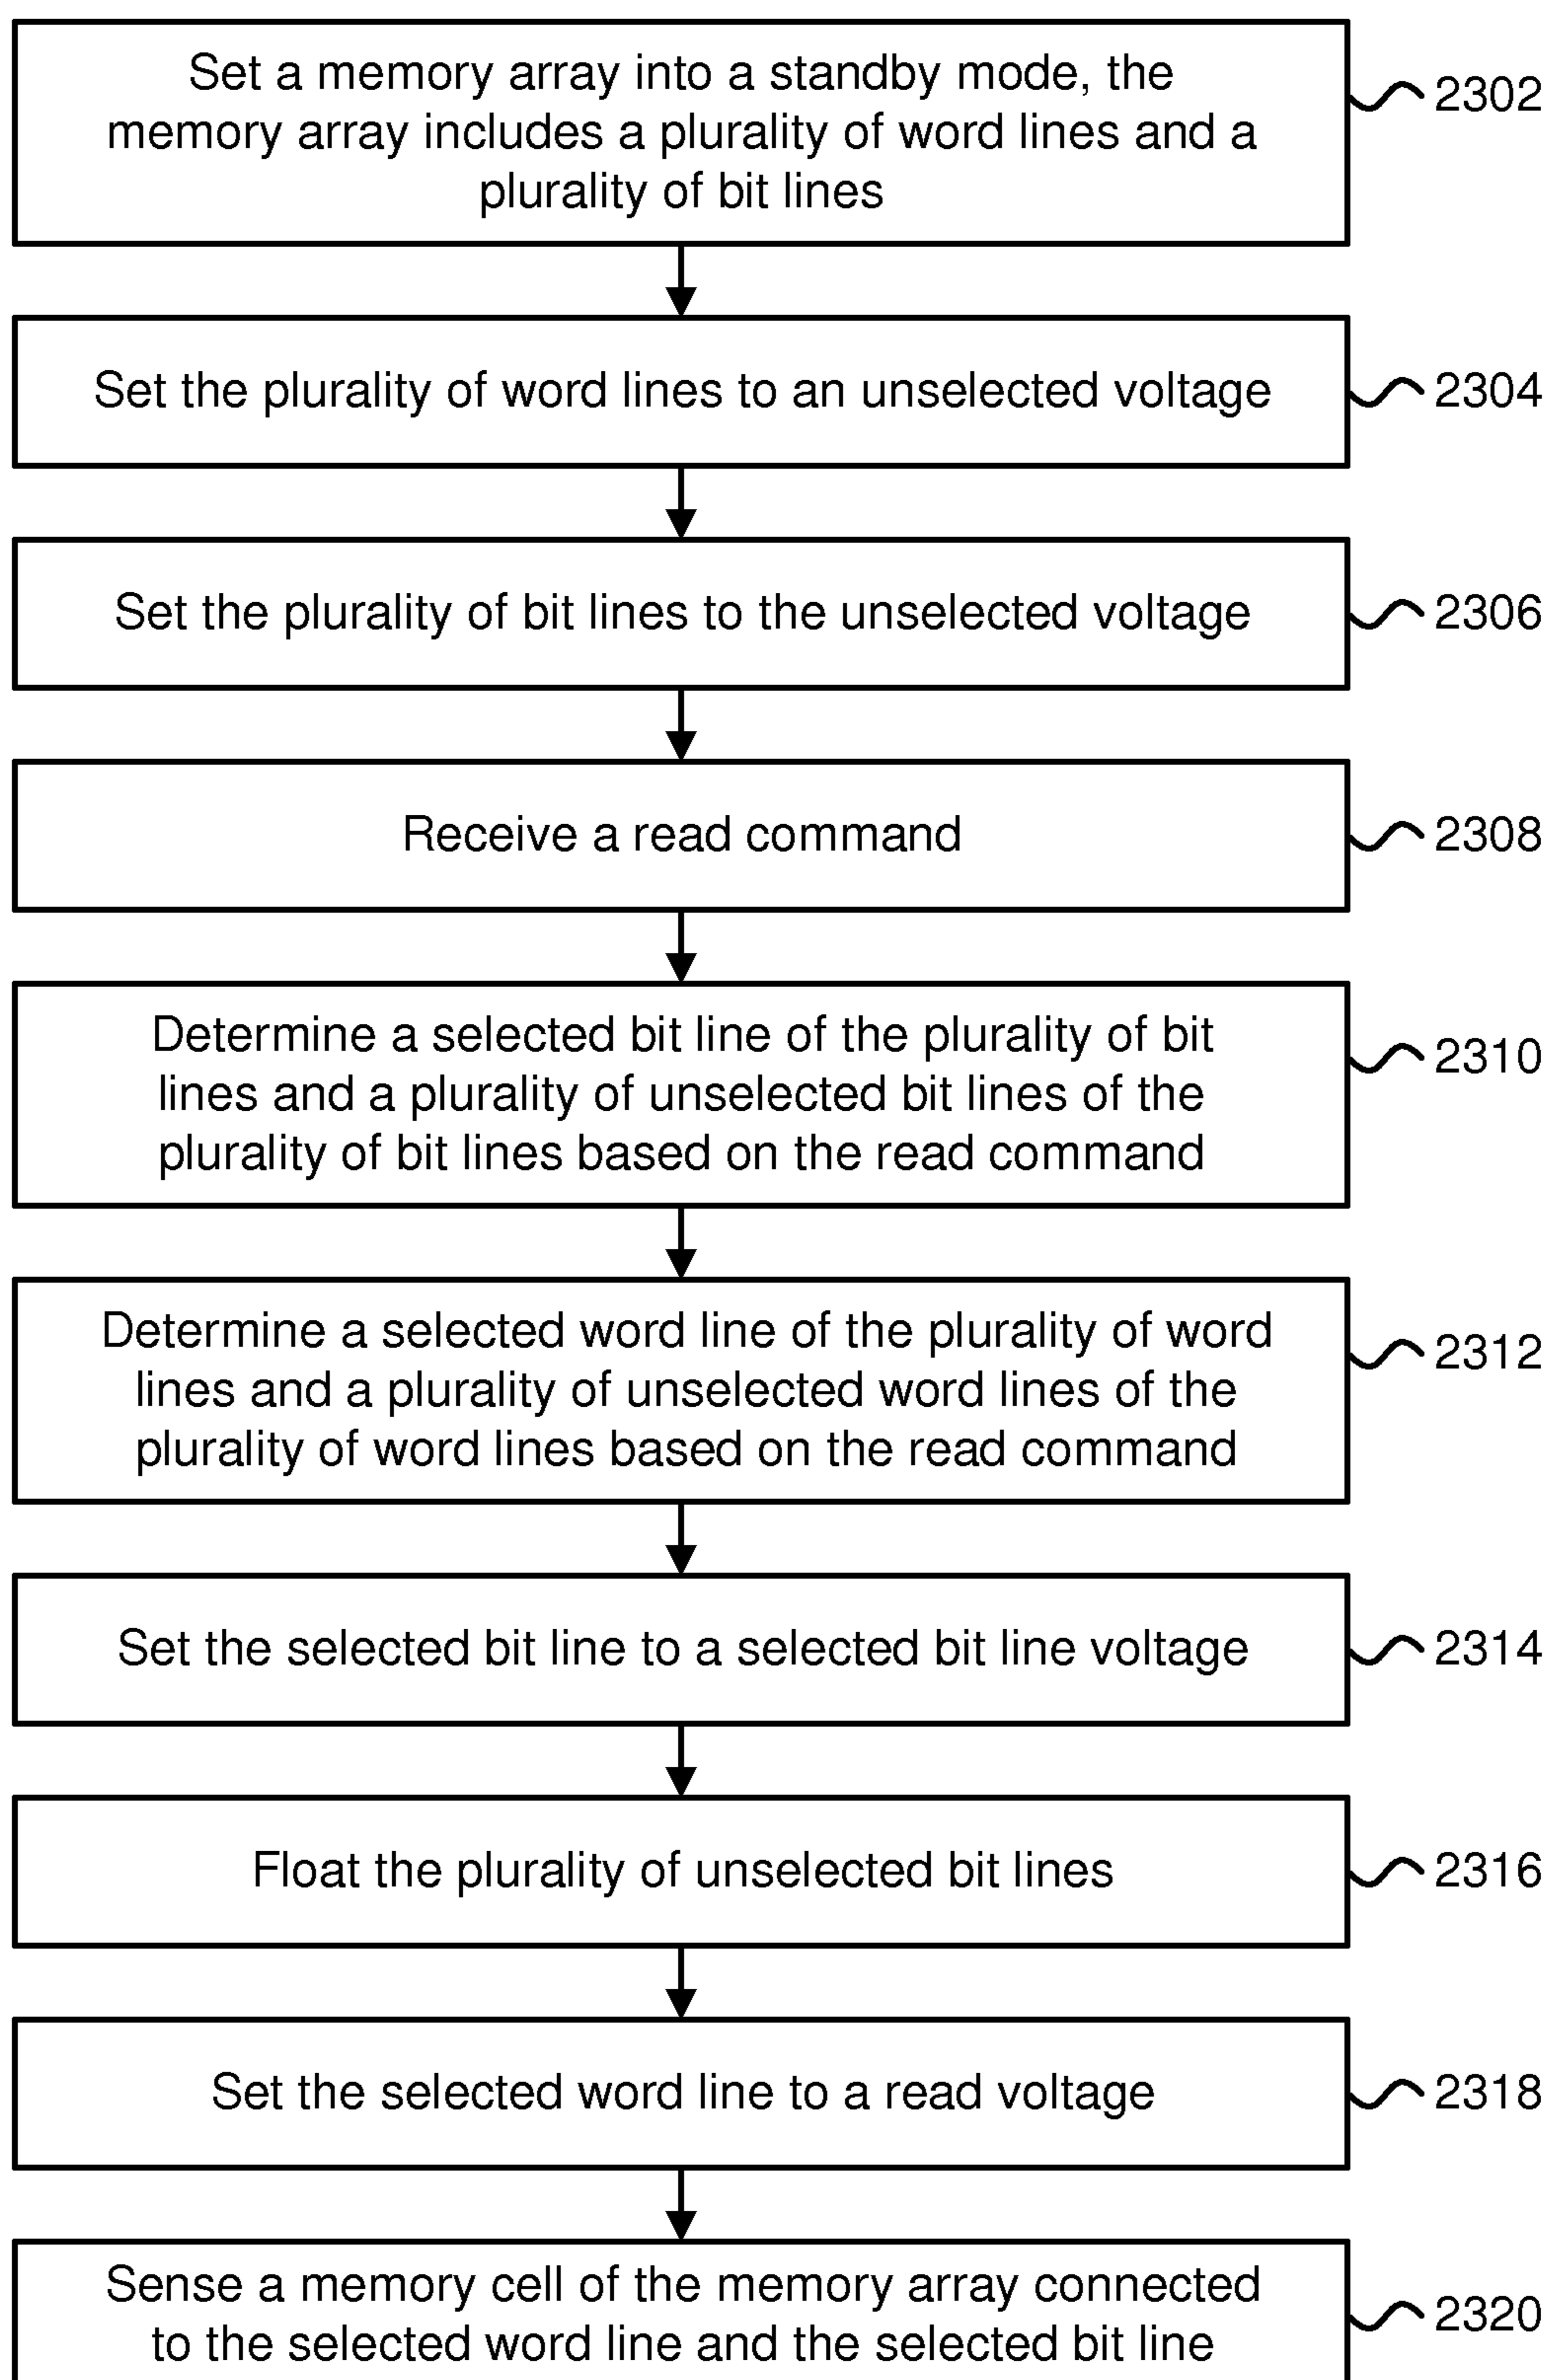 Set a memory array into a standby mode, the
memory array includes a plurality of word lines and a
plurality of bit lines
2302
Set the plurality of word lines to an unselected voltage
2304
Set the plurality of bit lines to the unselected voltage
2306
Receive a read command
2308
Determine a selected bit line of the plurality of bit
lines and a plurality of unselected bit lines of the
plurality of bit lines based on the read command
2310
Determine a selected word line of the plurality of word
lines and a plurality of unselected word lines of the
plurality of word lines based on the read command
2312
Set the selected bit line to a selected bit line voltage
2314
Float the plurality of unselected bit lines
2316
Set the selected word line to a read voltage
2318
Sense a memory cell of the memory array connected
to the selected word line and the selected bit line
2320